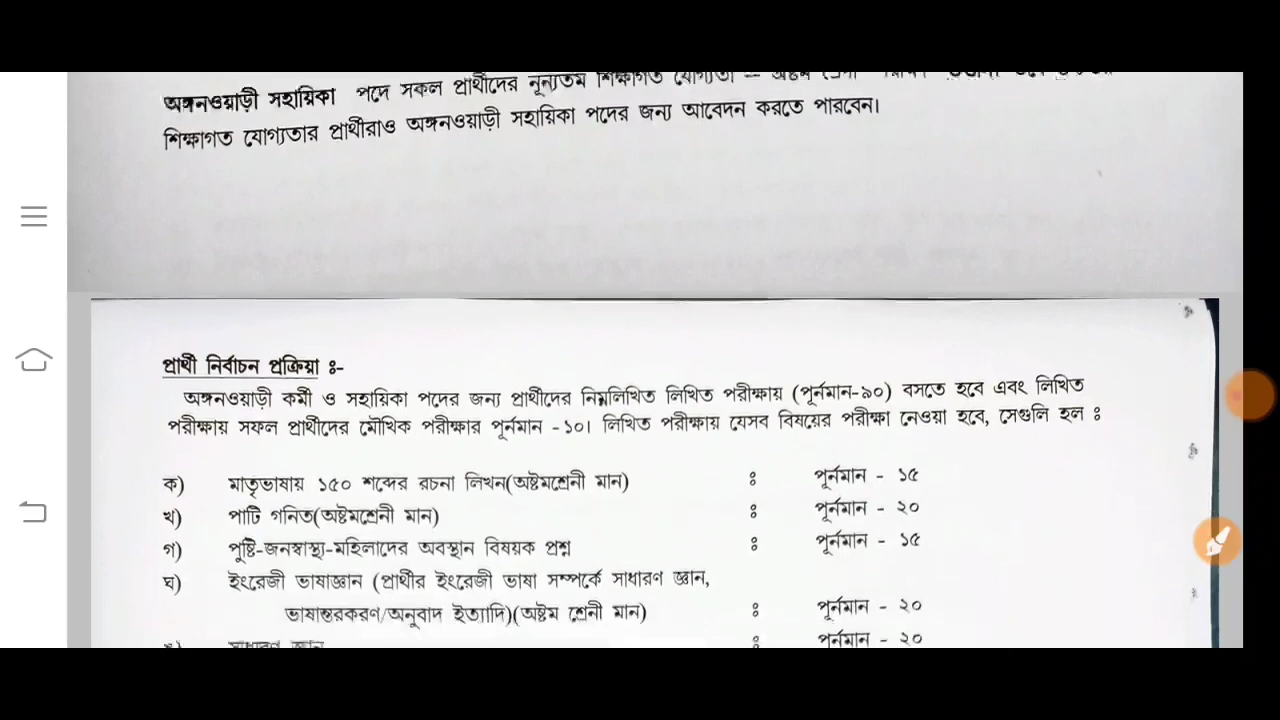 অঙ্গনওয়াড়ী সহায়িকা পদে সকল প্রার্থীদের নূন্যতম শিক্ষাগত যোগ্যতা – অষ্টম
শিক্ষাগত যোগ্যতার প্রার্থীরাও অঙ্গনওয়াড়ী সহায়িকা পদের জন্য আবেদন করতে পারবেন।
প্রার্থী নির্বাচন প্রক্রিয়া ঃ-
অঙ্গনওয়াড়ী কর্মী ও সহায়িকা পদের জন্য প্রার্থীদের নিম্নলিখিত লিখিত পরীক্ষায় (পূর্নমান-৯০) বসতে হবে এবং লিখিত
পরীক্ষায় সফল প্রার্থীদের মৌখিক পরীক্ষার পূর্নমান -১০। লিখিত পরীক্ষায় যেসব বিষয়ের পরীক্ষা নেওয়া হবে, সেগুলি হল ঃ
ক) মাতৃভাষায় ১৫০ শব্দের রচনা লিখন(অষ্টমশ্রেনী মান) ঃ পূর্নমান - ১৫
খ) পাটি গনিত(অষ্টমশ্রেনী মান) ঃ পূর্নমান - ২০
গ) পুষ্টি-জনস্বাস্থ্য-মহিলাদের অবস্থান বিষয়ক প্রশ্ন ঃ পূর্নমান - ১৫
ঘ) ইংরেজী ভাষাজ্ঞান (প্রার্থীর ইংরেজী ভাষা সম্পর্কে সাধারণ জ্ঞান,
ভাষান্তরকরণ/অনুবাদ ইত্যাদি)(অষ্টম শ্রেনী মান) ঃ পূর্নমান - ২০
সাধারণ জ্ঞান ঃ পূর্নমান - ২০